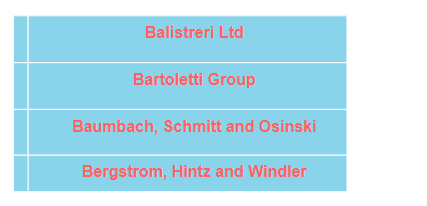 Balistreri Ltd
Bartoletti Group
Baumbach, Schmitt and Osinski
Bergstrom, Hintz and Windler